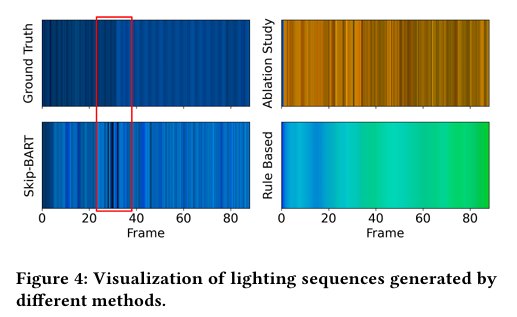 Ground Truth
Ablation Study
Skip-BART
Rule Based
0 20 40 60 80
0 20 40 60 80
Frame
Frame
Figure 4: Visualization of lighting sequences generated by
different methods.